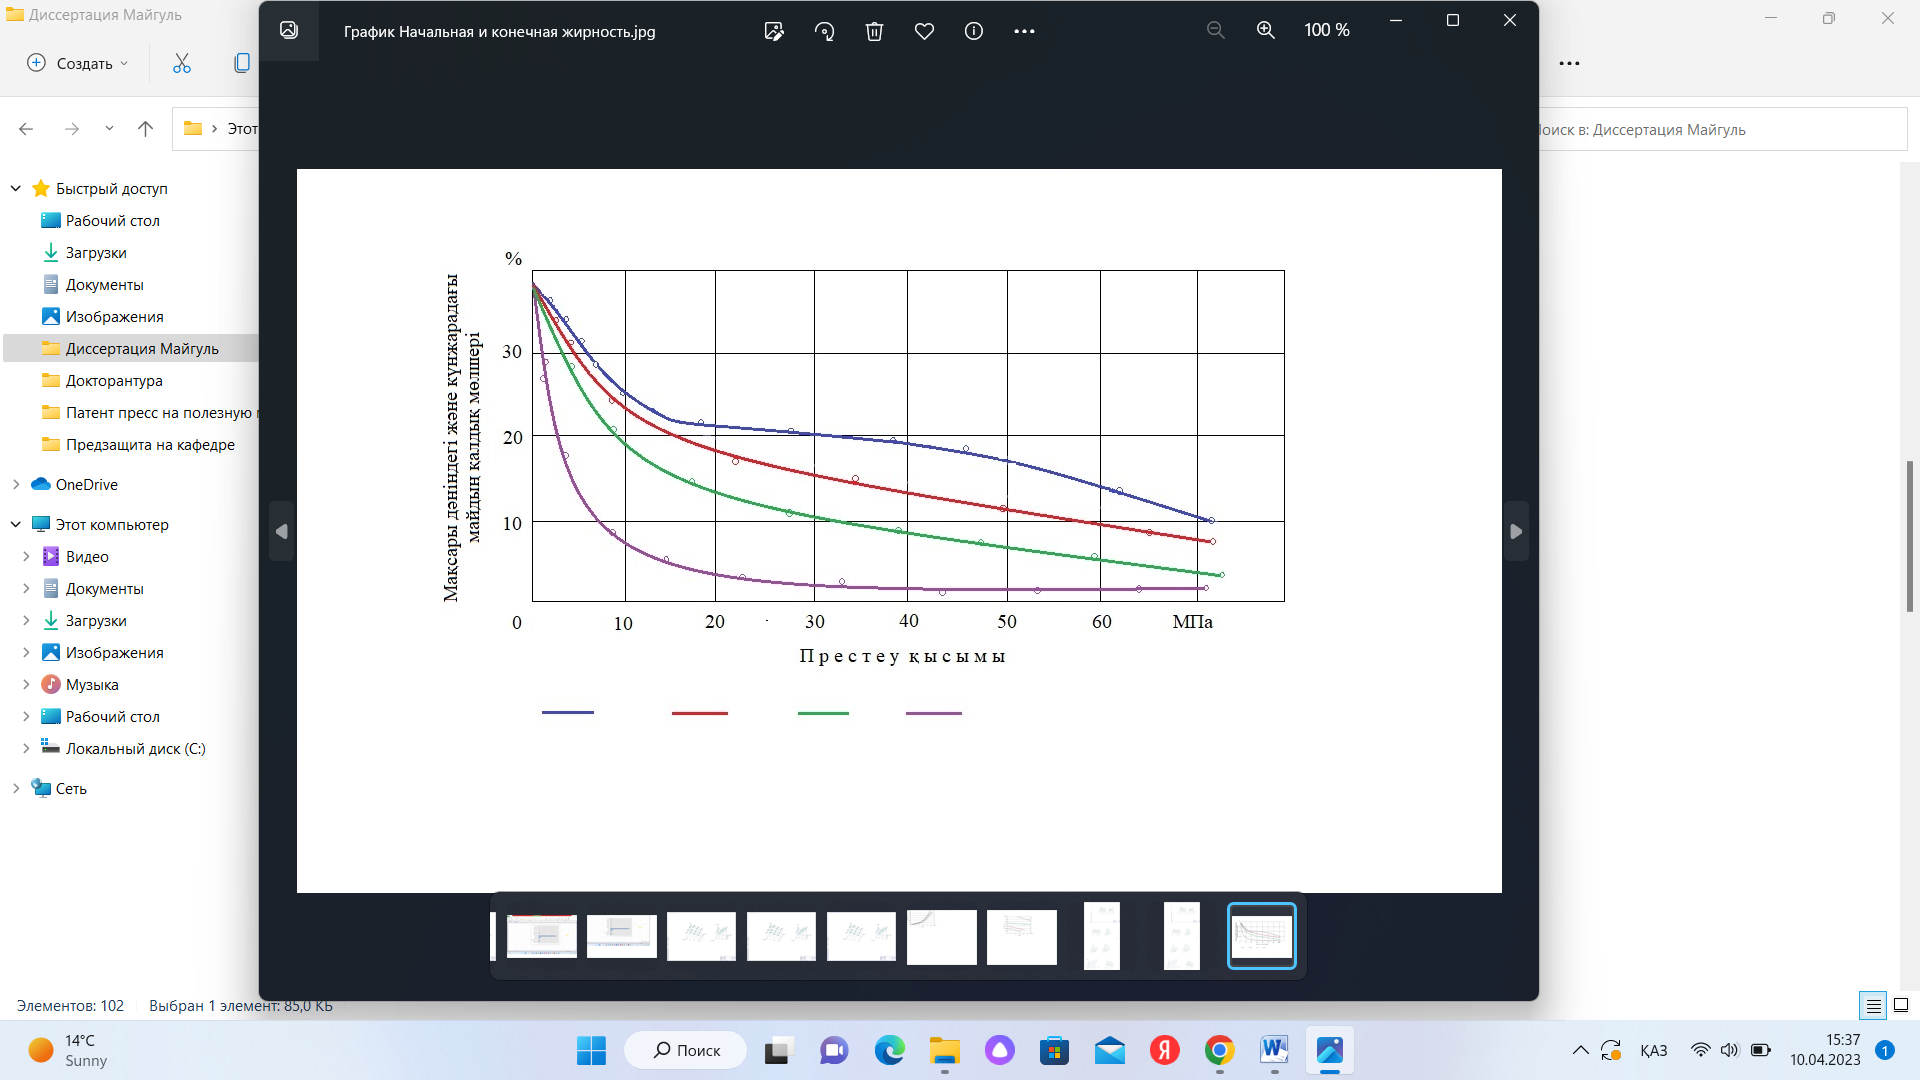 Диссертация Майгуль
График Начальная и конечная жирность.jpg
100 %
Создать
Этот
Поиск в: Диссертация Майгуль
Быстрый доступ
Рабочий стол
Загрузки
Документы
Изображения
Диссертация Майгуль
Докторантура
Патент пресс на полезную
Предзащита на кафедре
OneDrive
Этот компьютер
Видео
Документы
Загрузки
Изображения
Музыка
Рабочий стол
Локальный диск (C:)
Сеть
%
30
20
10
0
10
20
30
40
50
60
МПа
Мақсары дәніндегі және күнжарадағы
майдың қалдық мөлшері
Престеу қысымы
Элементов: 102
Выбран 1 элемент: 85,0 КБ
14°C
Sunny
Поиск
ҚАЗ
15:37
10.04.2023
1